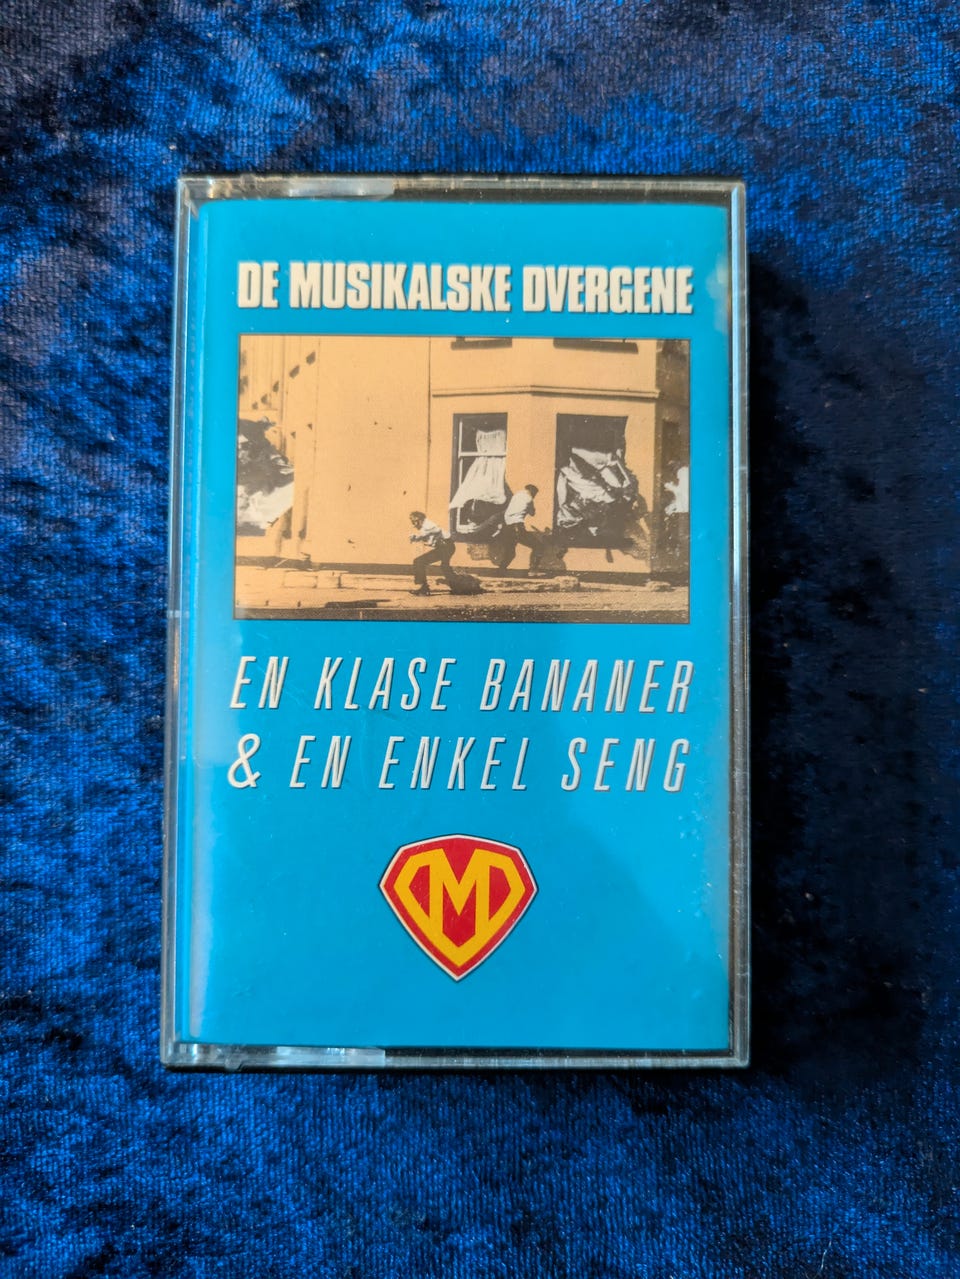 DE MUSIKALSKE DVERGENE
EN KLASE BANANER
& EN ENKEL SENG
M